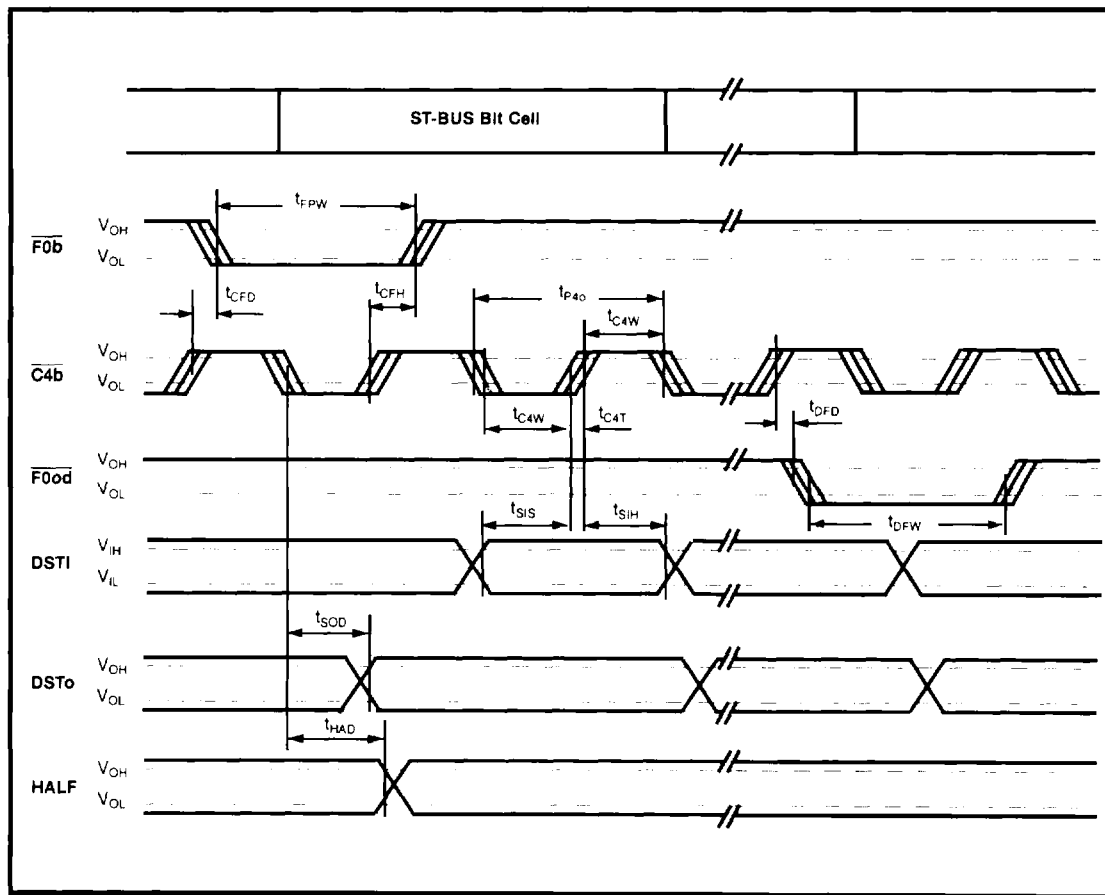 ST-BUS Bit Cell
tFPW
VOH
F0b
VOL
tCFD
tCFH
tP4o
tC4W
VOH
C4b
VOL
tC4W
tC4T
tDFD
VOH
F0od
VOL
tSIS
tSIH
tDFW
VIH
DSTI
VIL
tSOD
VOH
DSTo
VOL
tHAD
VOH
HALF
VOL